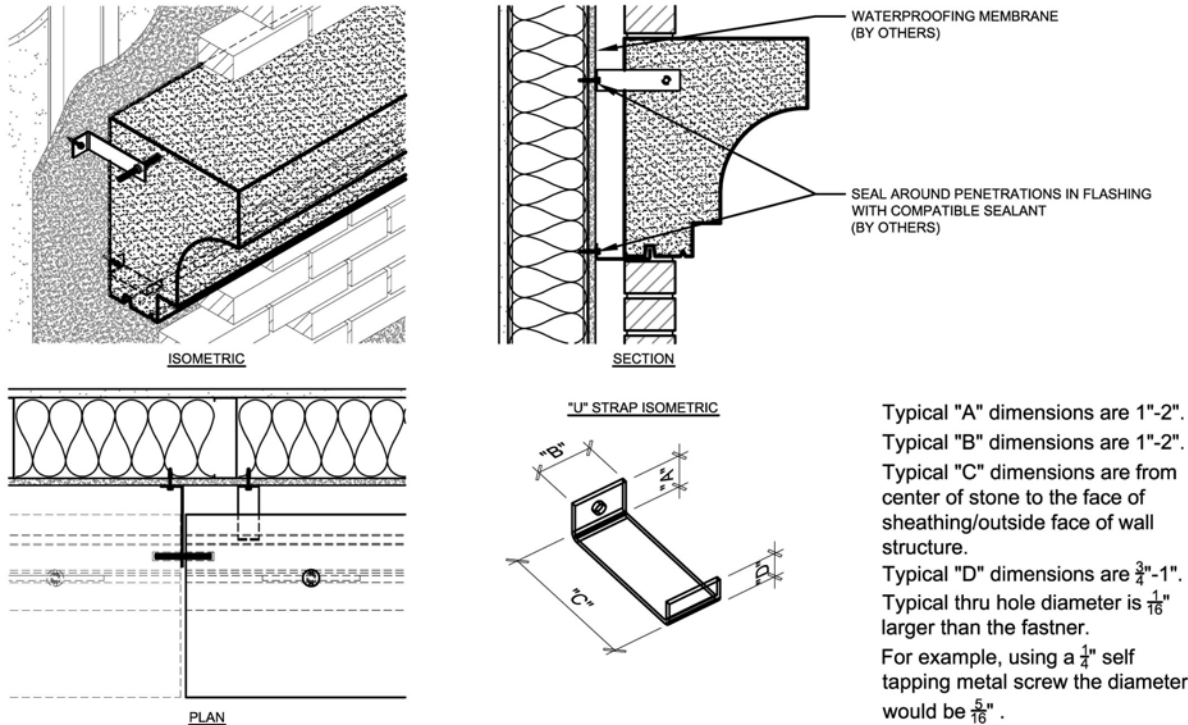 WATERPROOFING MEMBRANE
(BY OTHERS)
SEAL AROUND PENETRATIONS IN FLASHING
WITH COMPATIBLE SEALANT
(BY OTHERS)
ISOMETRIC
SECTION
"U" STRAP ISOMETRIC
"B"
"A"
"C"
"D"
PLAN
Typical "A" dimensions are 1"-2".
Typical "B" dimensions are 1"-2".
Typical "C" dimensions are from
center of stone to the face of
sheathing/outside face of wall
structure.
Typical "D" dimensions are 3/4"-1".
Typical thru hole diameter is 1/16"
larger than the fastner.
For example, using a 1/4" self
tapping metal screw the diameter
would be 5/16" .